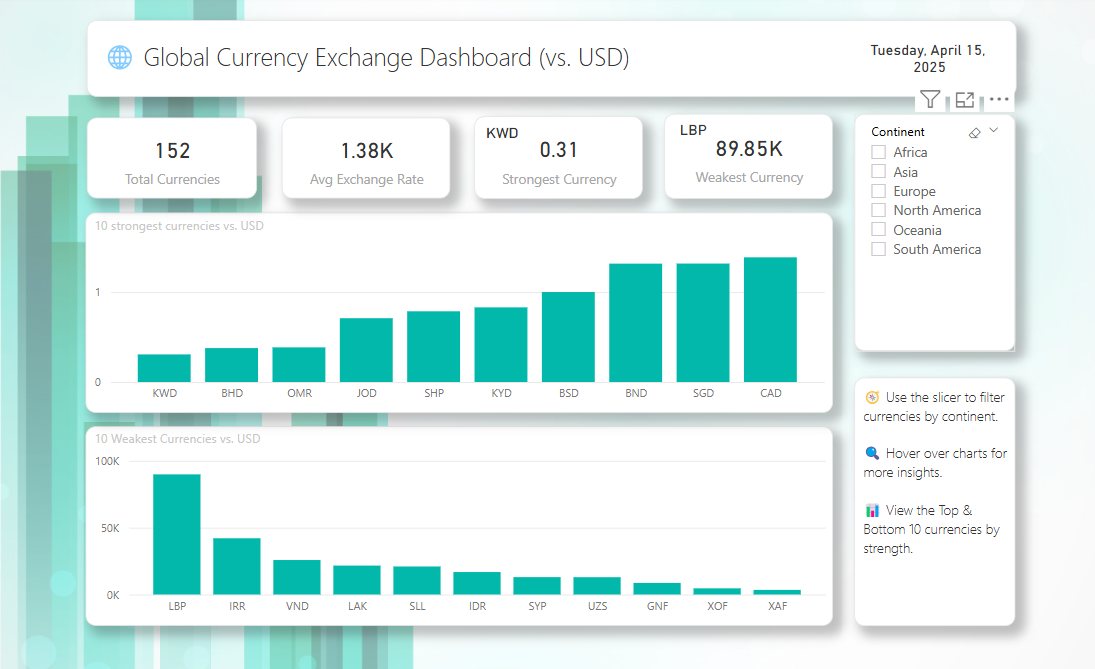 Global Currency Exchange Dashboard (vs. USD)
Tuesday, April 15,
2025
152
Total Currencies
1.38K
Avg Exchange Rate
KWD
0.31
Strongest Currency
LBP
89.85K
Weakest Currency
Continent
Africa
Asia
Europe
North America
Oceania
South America
10 strongest currencies vs. USD
1
0
KWD BHD OMR JOD SHP KYD BSD BND SGD CAD
10 Weakest Currencies vs. USD
100K
50K
0K
LBP IRR VND LAK SLL IDR SYP UZS GNF XOF XAF
Use the slicer to filter
currencies by continent.
Hover over charts for
more insights.
View the Top &
Bottom 10 currencies by
strength.